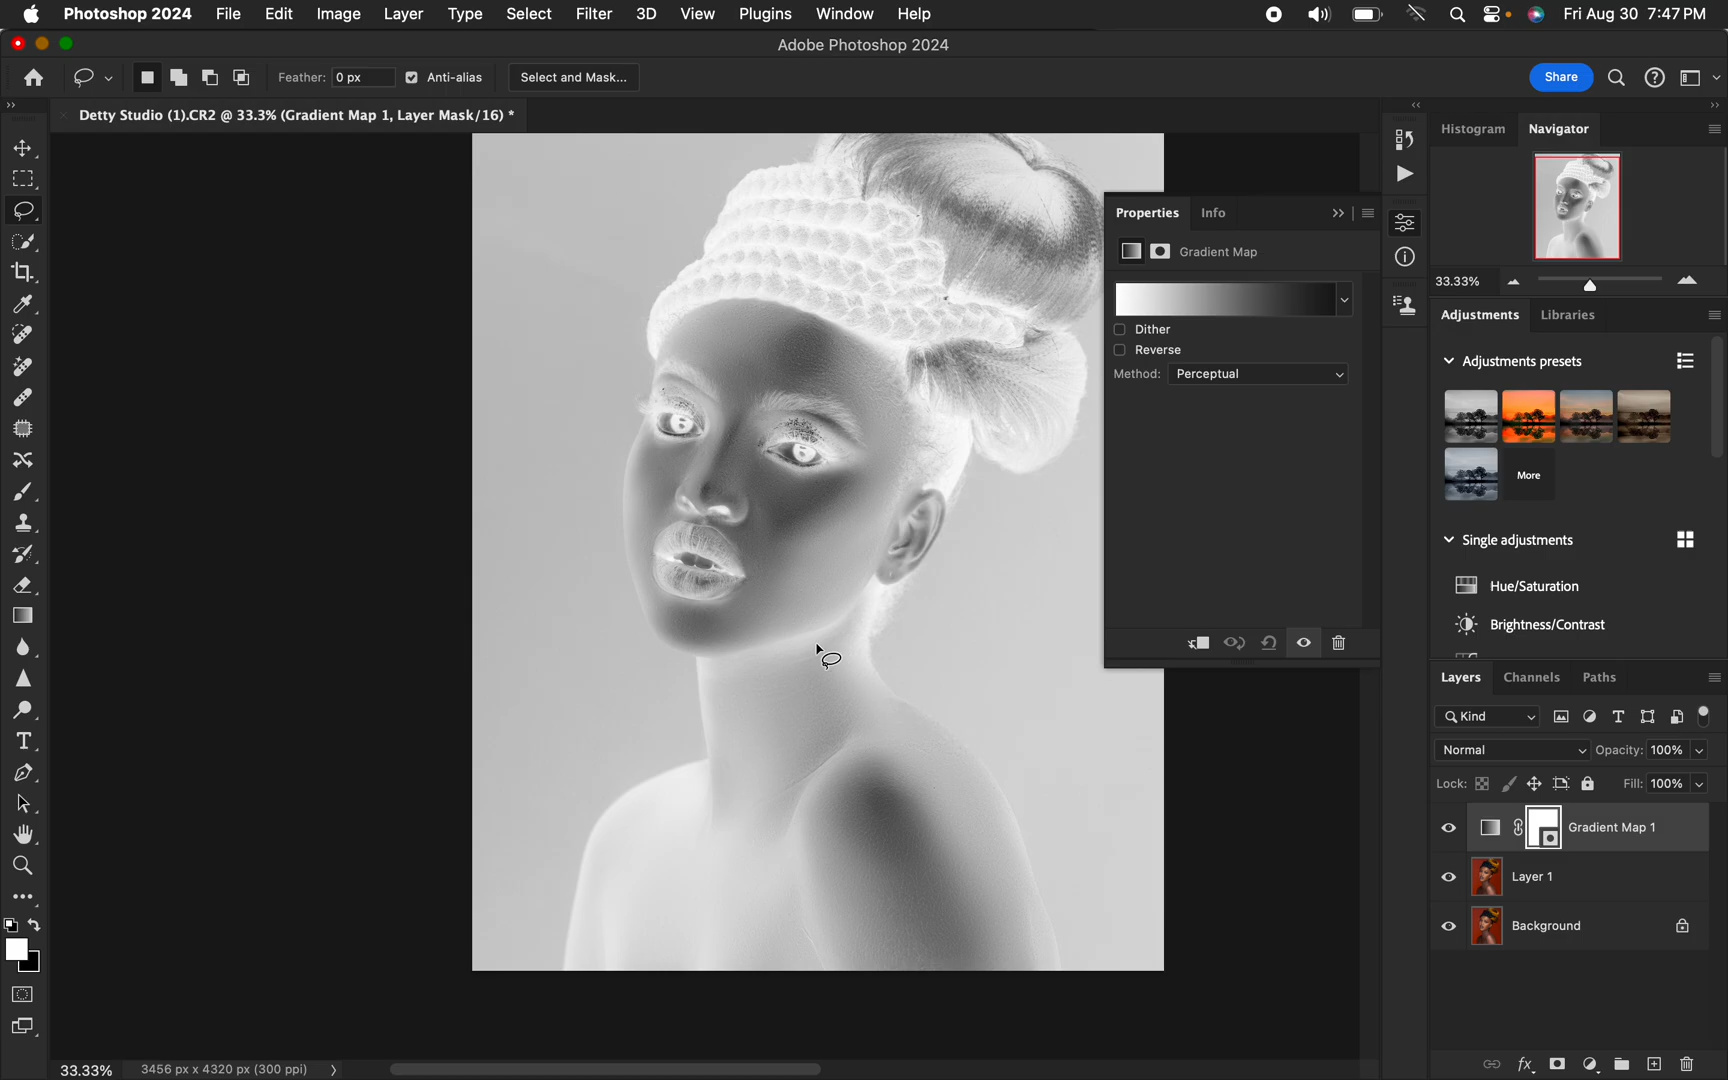 Photoshop 2024 File Edit Image Layer Type Select Filter 3D View Plugins Window Help Fri Aug 30 7:47 PM
Adobe Photoshop 2024
Feather: 0 px Anti-alias Select and Mask... Share
Detty Studio (1).CR2 @ 33.3% (Gradient Map 1, Layer Mask/16) *
Histogram Navigator
Properties Info
Gradient Map
33.33%
Dither
Reverse
Method: Perceptual
Adjustments Libraries
Adjustments presets
More
Single adjustments
Hue/Saturation
Brightness/Contrast
Layers Channels Paths
Kind
Normal Opacity: 100%
Lock: Fill: 100%
Gradient Map 1
Layer 1
Background
33.33% 3456 px x 4320 px (300 ppi)